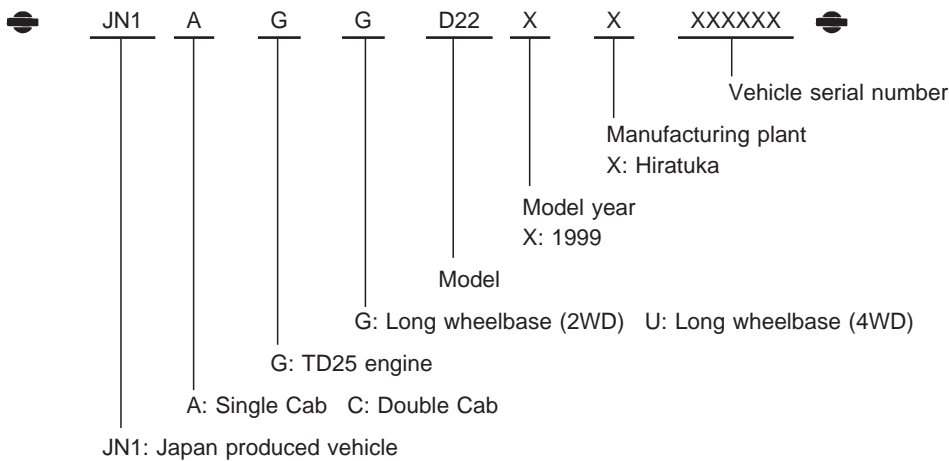 JN1 A G G D22 X X XXXXXX
Vehicle serial number
Manufacturing plant
X: Hiratuka
Model year
X: 1999
Model
G: Long wheelbase (2WD) U: Long wheelbase (4WD)
G: TD25 engine
A: Single Cab C: Double Cab
JN1: Japan produced vehicle